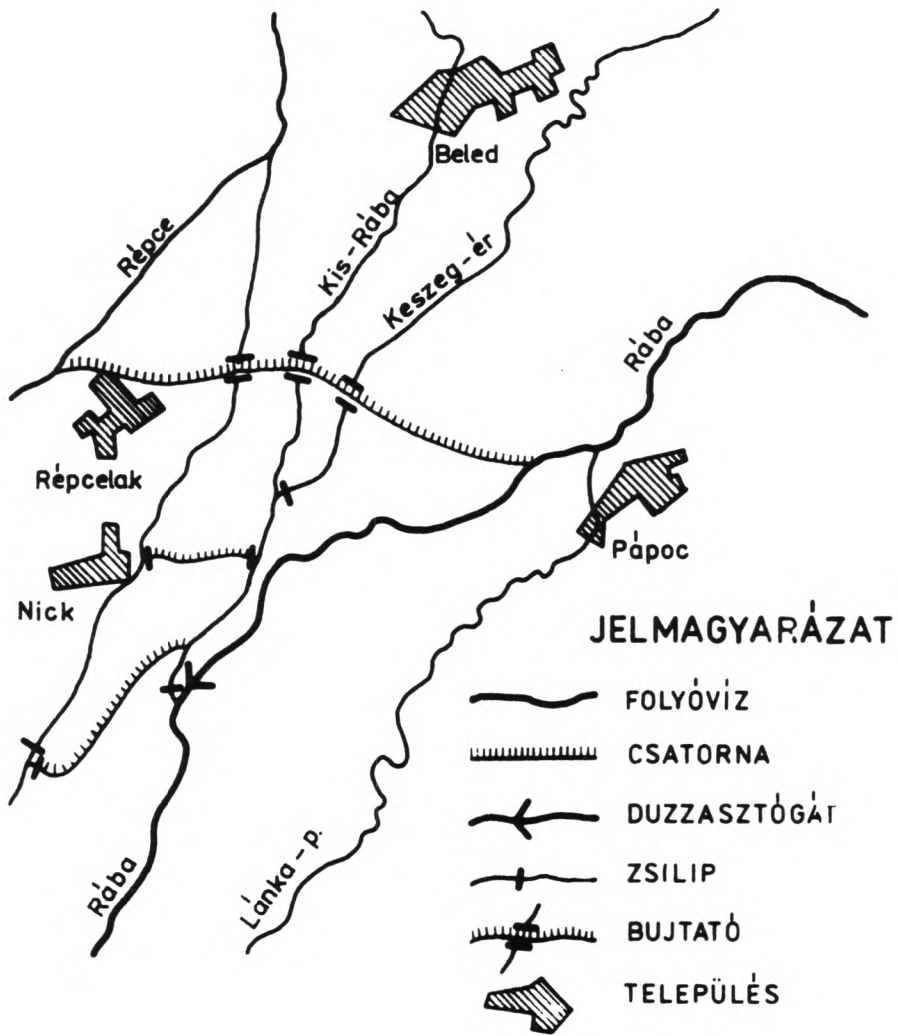 Beled
Répce
Kis-Rába
Keszeg-ér
Rába
Répcelak
Pápoc
Nick
Rába
Lánka-p.
JELMAGYARÁZAT
FOLYÓVÍZ
CSATORNA
DUZZASZTÓGÁT
ZSILIP
BUJTATÓ
TELEPÜLÉS